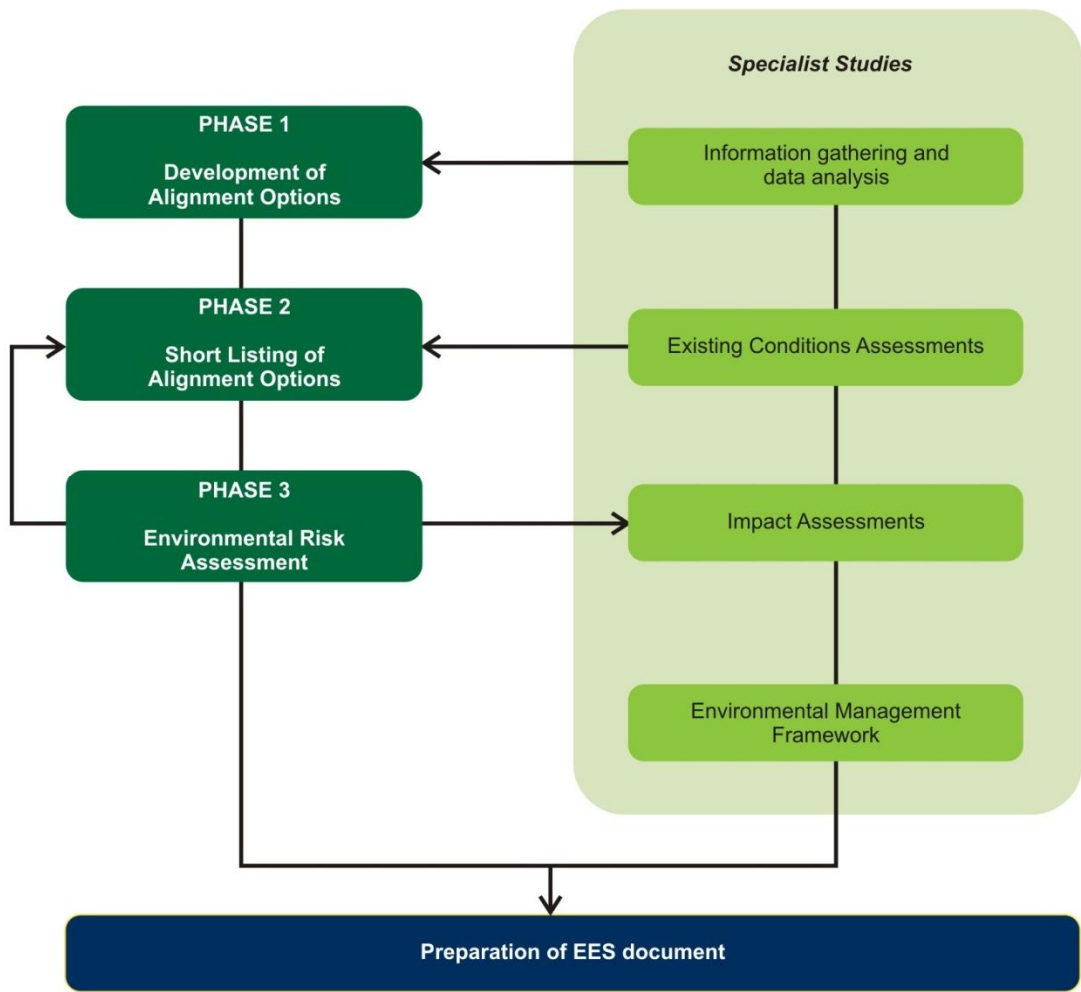 Specialist Studies
PHASE 1
Development of
Alignment Options
Information gathering and
data analysis
PHASE 2
Short Listing of
Alignment Options
Existing Conditions Assessments
PHASE 3
Environmental Risk
Assessment
Impact Assessments
Environmental Management
Framework
Preparation of EES document